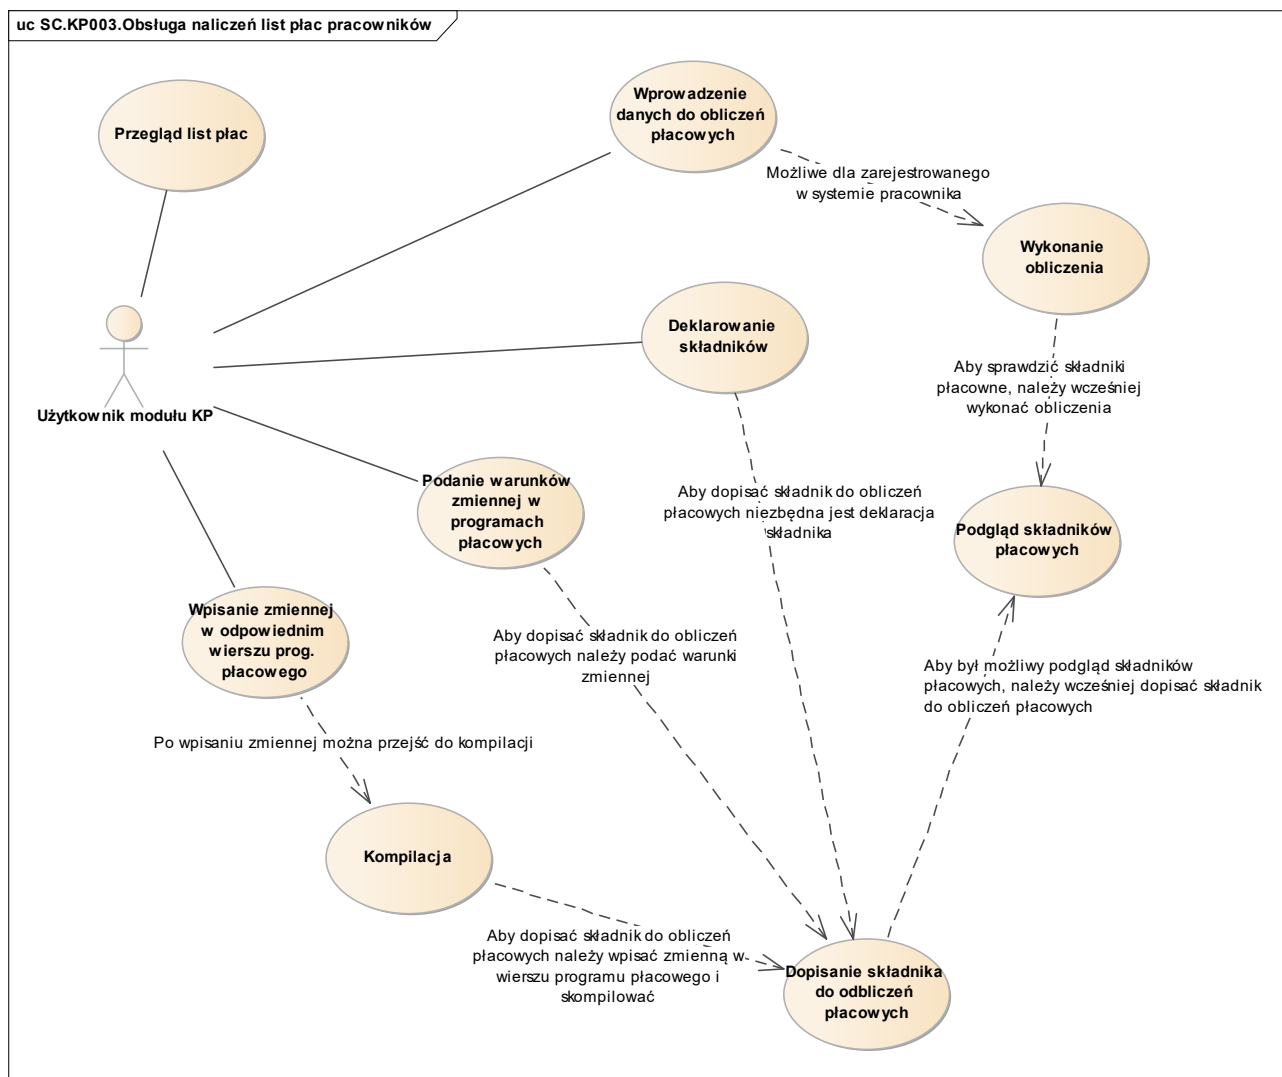 uc SC.KP003.Obsługa naliczeń list płac pracowników
Przegląd list płac
Wprowadzenie
danych do obliczeń
płacowych
Możliwe dla zarejestrowanego
w systemie pracownika
Wykonanie
obliczenia
Deklarowanie
składników
Aby sprawdzić składniki
płacowne, należy wcześniej
wykonać obliczenia
Użytkownik modułu KP
Podanie warunków
zmiennej w
programach
płacowych
Aby dopisać składnik do obliczeń
płacowych niezbędna jest deklaracja
składnika
Podgląd składników
płacowych
Wpisanie zmiennej
w odpowiednim
wierszu prog.
płacowego
Aby dopisać składnik do obliczeń
płacowych należy podać warunki
zmiennej
Aby był możliwy podgląd składników
płacowych, należy wcześniej dopisać składnik
do obliczeń płacowych
Po wpisaniu zmiennej można przejść do kompilacji
Kompilacja
Aby dopisać składnik do obliczeń
płacowych należy wpisać zmienną w
wierszu programu płacowego i
skompilować
Dopisanie składnika
do odbliczeń
płacowych